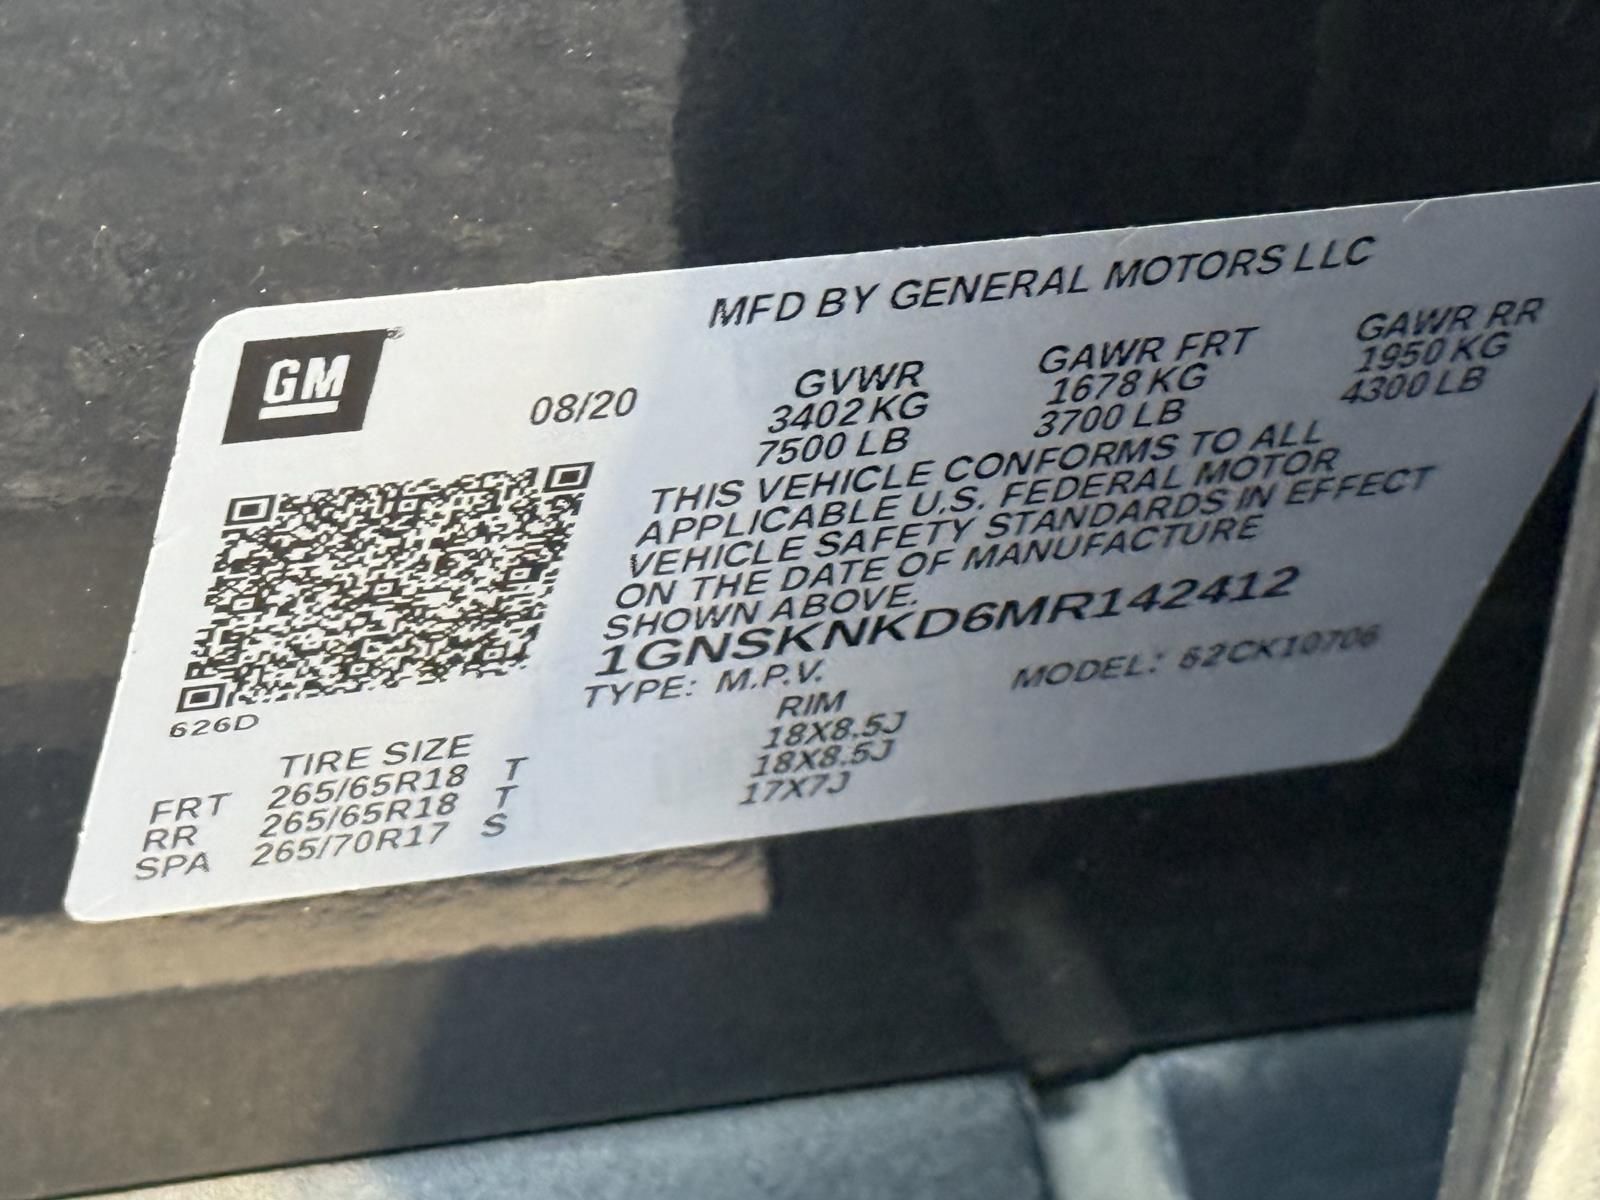 MFD BY GENERAL MOTORS LLC
GM®
08/20
GVWR GAWR FRT GAWR RR
3402 KG 1678 KG 1950 KG
7500 LB 3700 LB 4300 LB
THIS VEHICLE CONFORMS TO ALL
APPLICABLE U.S. FEDERAL MOTOR
VEHICLE SAFETY STANDARDS IN EFFECT
ON THE DATE OF MANUFACTURE
SHOWN ABOVE.
1GNSKNKD6MR142412
TYPE: M.P.V. MODEL: 62CK10706
626D
TIRE SIZE RIM
FRT 265/65R18 T 18X8.5J
RR 265/65R18 T 18X8.5J
SPA 265/70R17 S 17X7J